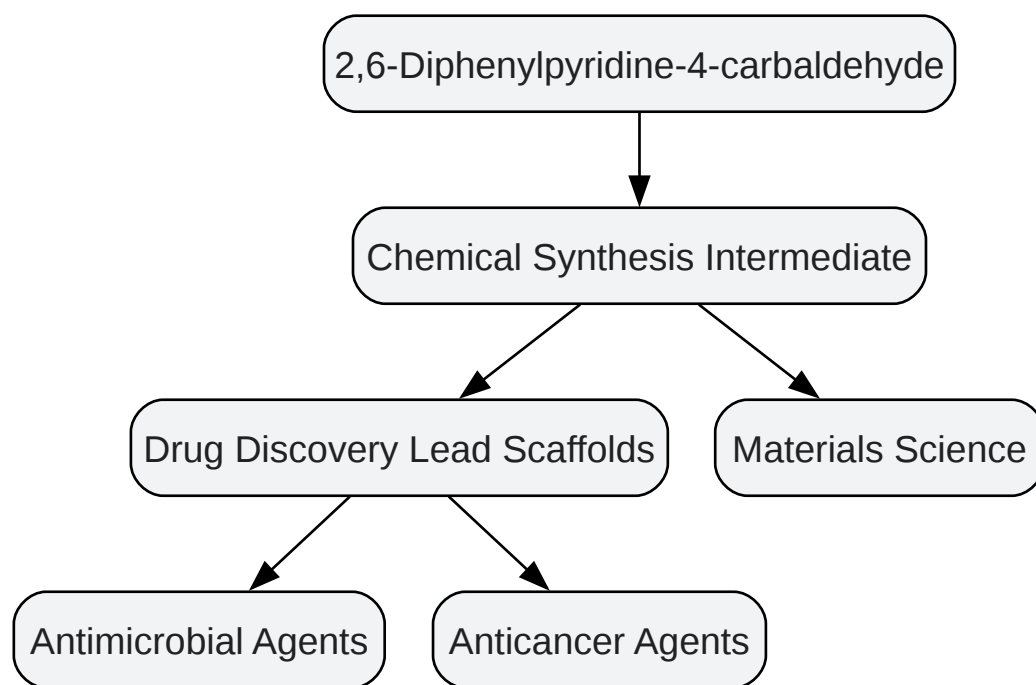 2,6-Diphenylpyridine-4-carbaldehyde
Chemical Synthesis Intermediate
Drug Discovery Lead Scaffolds
Materials Science
Antimicrobial Agents
Anticancer Agents